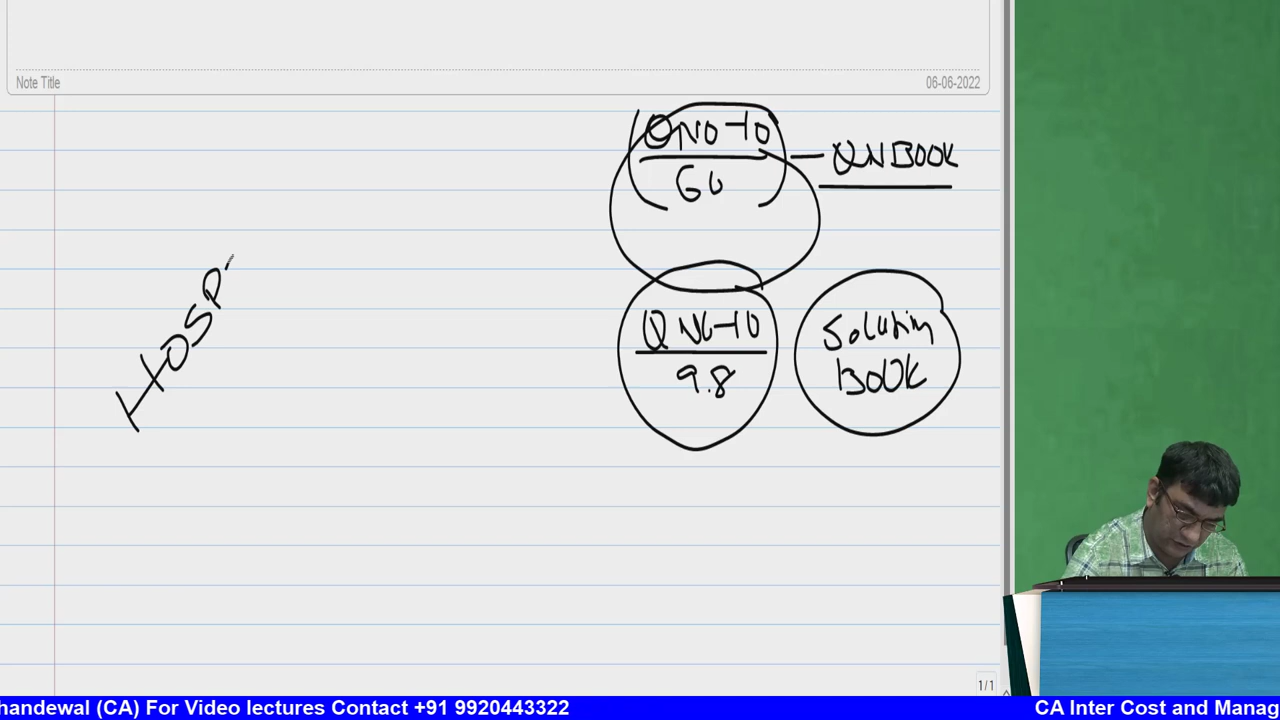 Note Title
06-06-2022
QNO-10
60
QN BOOK
HOSP
QNO-10
9.8
Solution
BOOK
1/1
handewal (CA) For Video lectures Contact +91 9920443322
CA Inter Cost and Manag